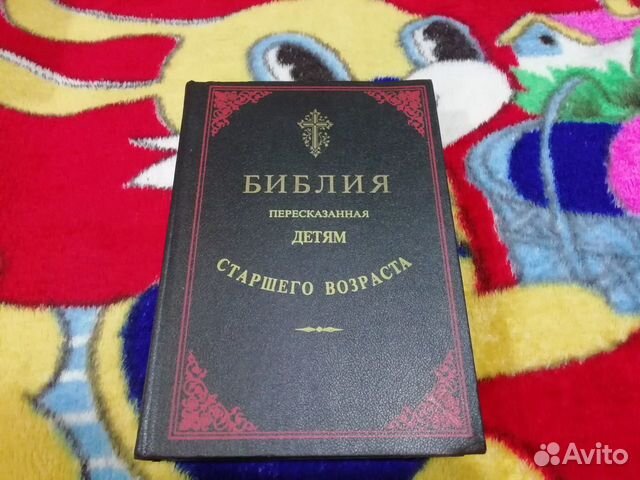 БИБЛИЯ
ПЕРЕСКАЗАННАЯ
ДЕТЯМ
СТАРШЕГО ВОЗРАСТА
Avito